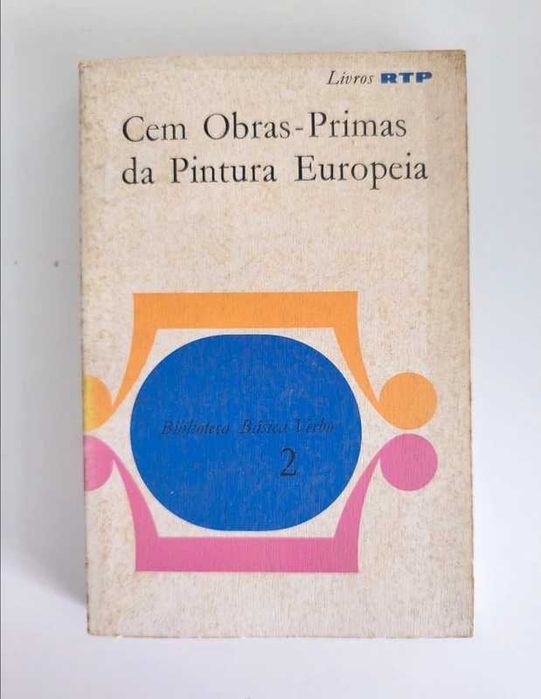 Livros RTP
Cem Obras-Primas
da Pintura Europeia
Biblioteca Básica Verbo
2